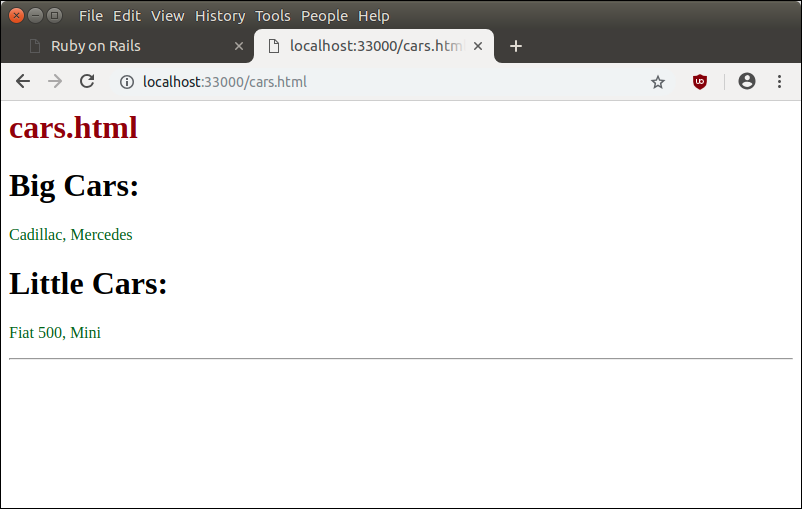 File Edit View History Tools People Help
Ruby on Rails
localhost:33000/cars.htm
localhost:33000/cars.html
cars.html
Big Cars:
Cadillac, Mercedes
Little Cars:
Fiat 500, Mini